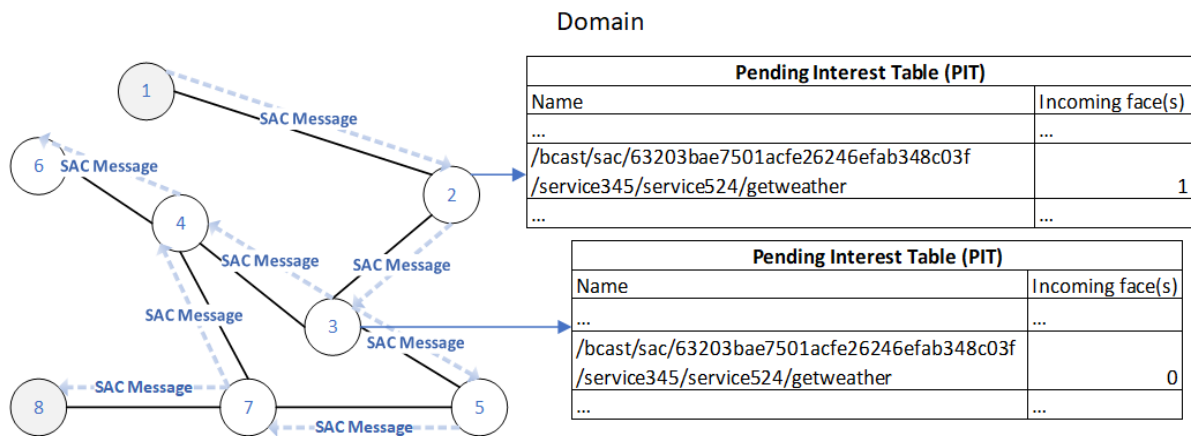 Domain
1
SAC Message
6
SAC Message
2
4
SAC Message
SAC Message
3
SAC Message
SAC Message
SAC Message
8
7
5
SAC Message
Pending Interest Table (PIT)
Name Incoming face(s)
... ...
/bcast/sac/63203bae7501acfe26246efab348c03f
/service345/service524/getweather 1
... ...
Pending Interest Table (PIT)
Name Incoming face(s)
... ...
/bcast/sac/63203bae7501acfe26246efab348c03f
/service345/service524/getweather 0
... ...